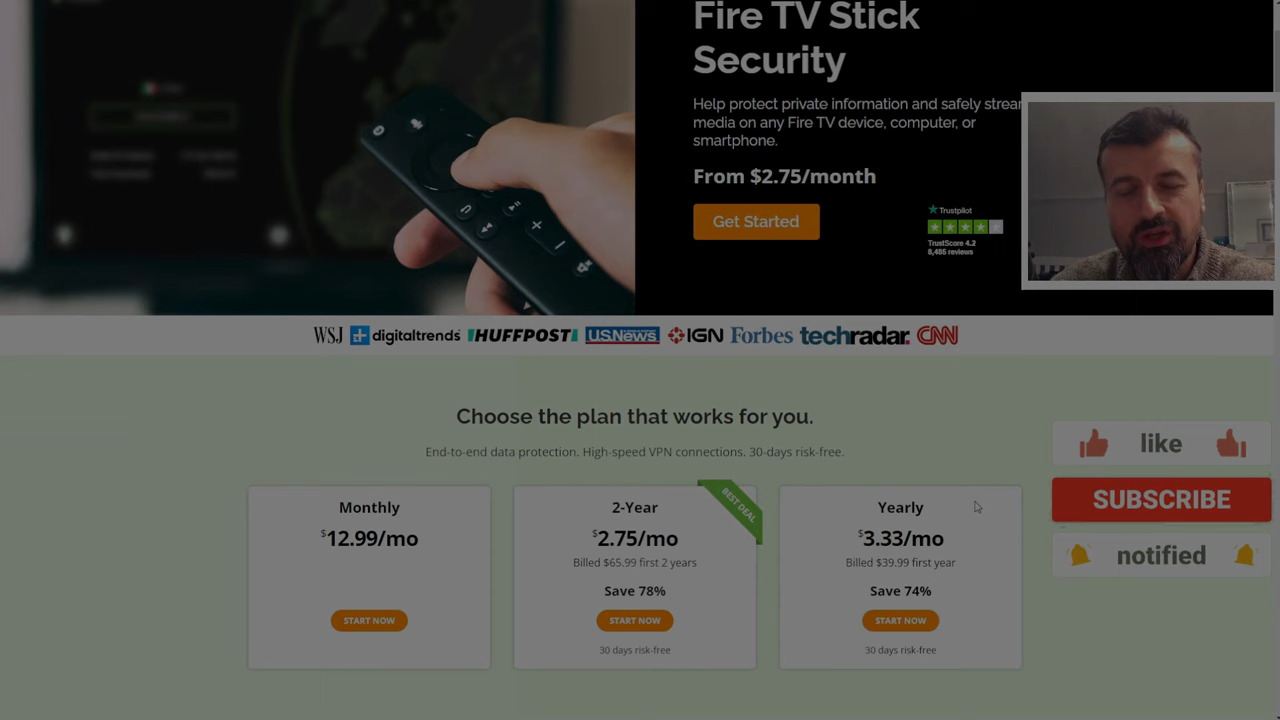 Fire TV Stick
Security
Help protect private information and safely strea
media on any Fire TV device, computer, or
smartphone.
From $2.75/month
Get Started
Trustpilot
TrustScore 4.2
8,485 reviews
WSJ digitaltrends HUFFPOST U.S.News IGN Forbes techradar. CNN
Choose the plan that works for you.
End-to-end data protection. High-speed VPN connections. 30-days risk-free.
Monthly
$12.99/mo
START NOW
BEST DEAL
2-Year
$2.75/mo
Billed $65.99 first 2 years
Save 78%
START NOW
30 days risk-free
Yearly
$3.33/mo
Billed $39.99 first year
Save 74%
START NOW
30 days risk-free
like
SUBSCRIBE
notified